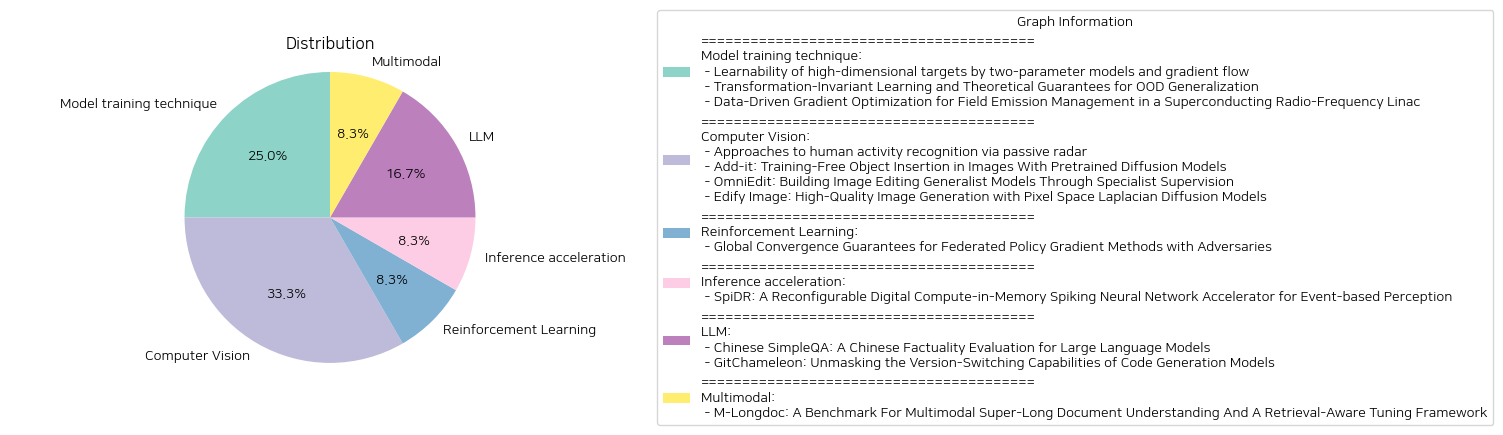 Distribution
Multimodal
Model training technique
LLM
8.3%
25.0%
16.7%
8.3%
Inference acceleration
8.3%
33.3%
Reinforcement Learning
Computer Vision
Graph Information
========================================
Model training technique:
- Learnability of high-dimensional targets by two-parameter models and gradient flow
- Transformation-Invariant Learning and Theoretical Guarantees for OOD Generalization
- Data-Driven Gradient Optimization for Field Emission Management in a Superconducting Radio-Frequency Linac
========================================
Computer Vision:
- Approaches to human activity recognition via passive radar
- Add-it: Training-Free Object Insertion in Images With Pretrained Diffusion Models
- OmniEdit: Building Image Editing Generalist Models Through Specialist Supervision
- Edify Image: High-Quality Image Generation with Pixel Space Laplacian Diffusion Models
========================================
Reinforcement Learning:
- Global Convergence Guarantees for Federated Policy Gradient Methods with Adversaries
========================================
Inference acceleration:
- SpiDR: A Reconfigurable Digital Compute-in-Memory Spiking Neural Network Accelerator for Event-based Perception
========================================
LLM:
- Chinese SimpleQA: A Chinese Factuality Evaluation for Large Language Models
- GitChameleon: Unmasking the Version-Switching Capabilities of Code Generation Models
========================================
Multimodal:
- M-Longdoc: A Benchmark For Multimodal Super-Long Document Understanding And A Retrieval-Aware Tuning Framework